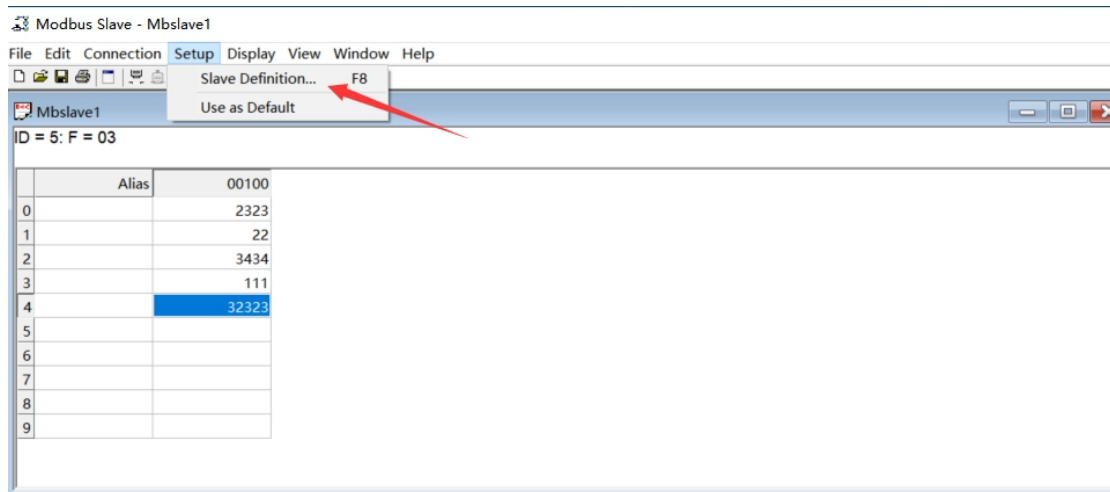 Modbus Slave - Mbslave1
File Edit Connection Setup Display View Window Help
Slave Definition... F8
Use as Default
Mbslave1
ID = 5: F = 03
Alias 00100
0 2323
1 22
2 3434
3 111
4 32323
5
6
7
8
9